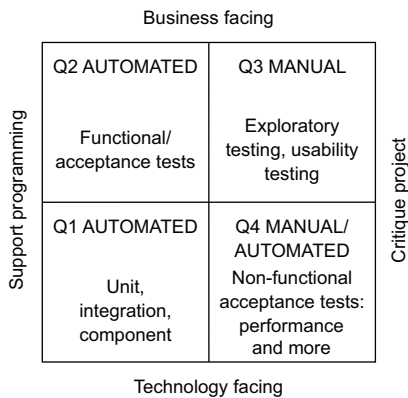 Business facing
Support programming
Q2 AUTOMATED
Functional/
acceptance tests
Q3 MANUAL
Exploratory
testing, usability
testing
Q1 AUTOMATED
Unit,
integration,
component
Q4 MANUAL/
AUTOMATED
Non-functional
acceptance tests:
performance
and more
Critique project
Technology facing